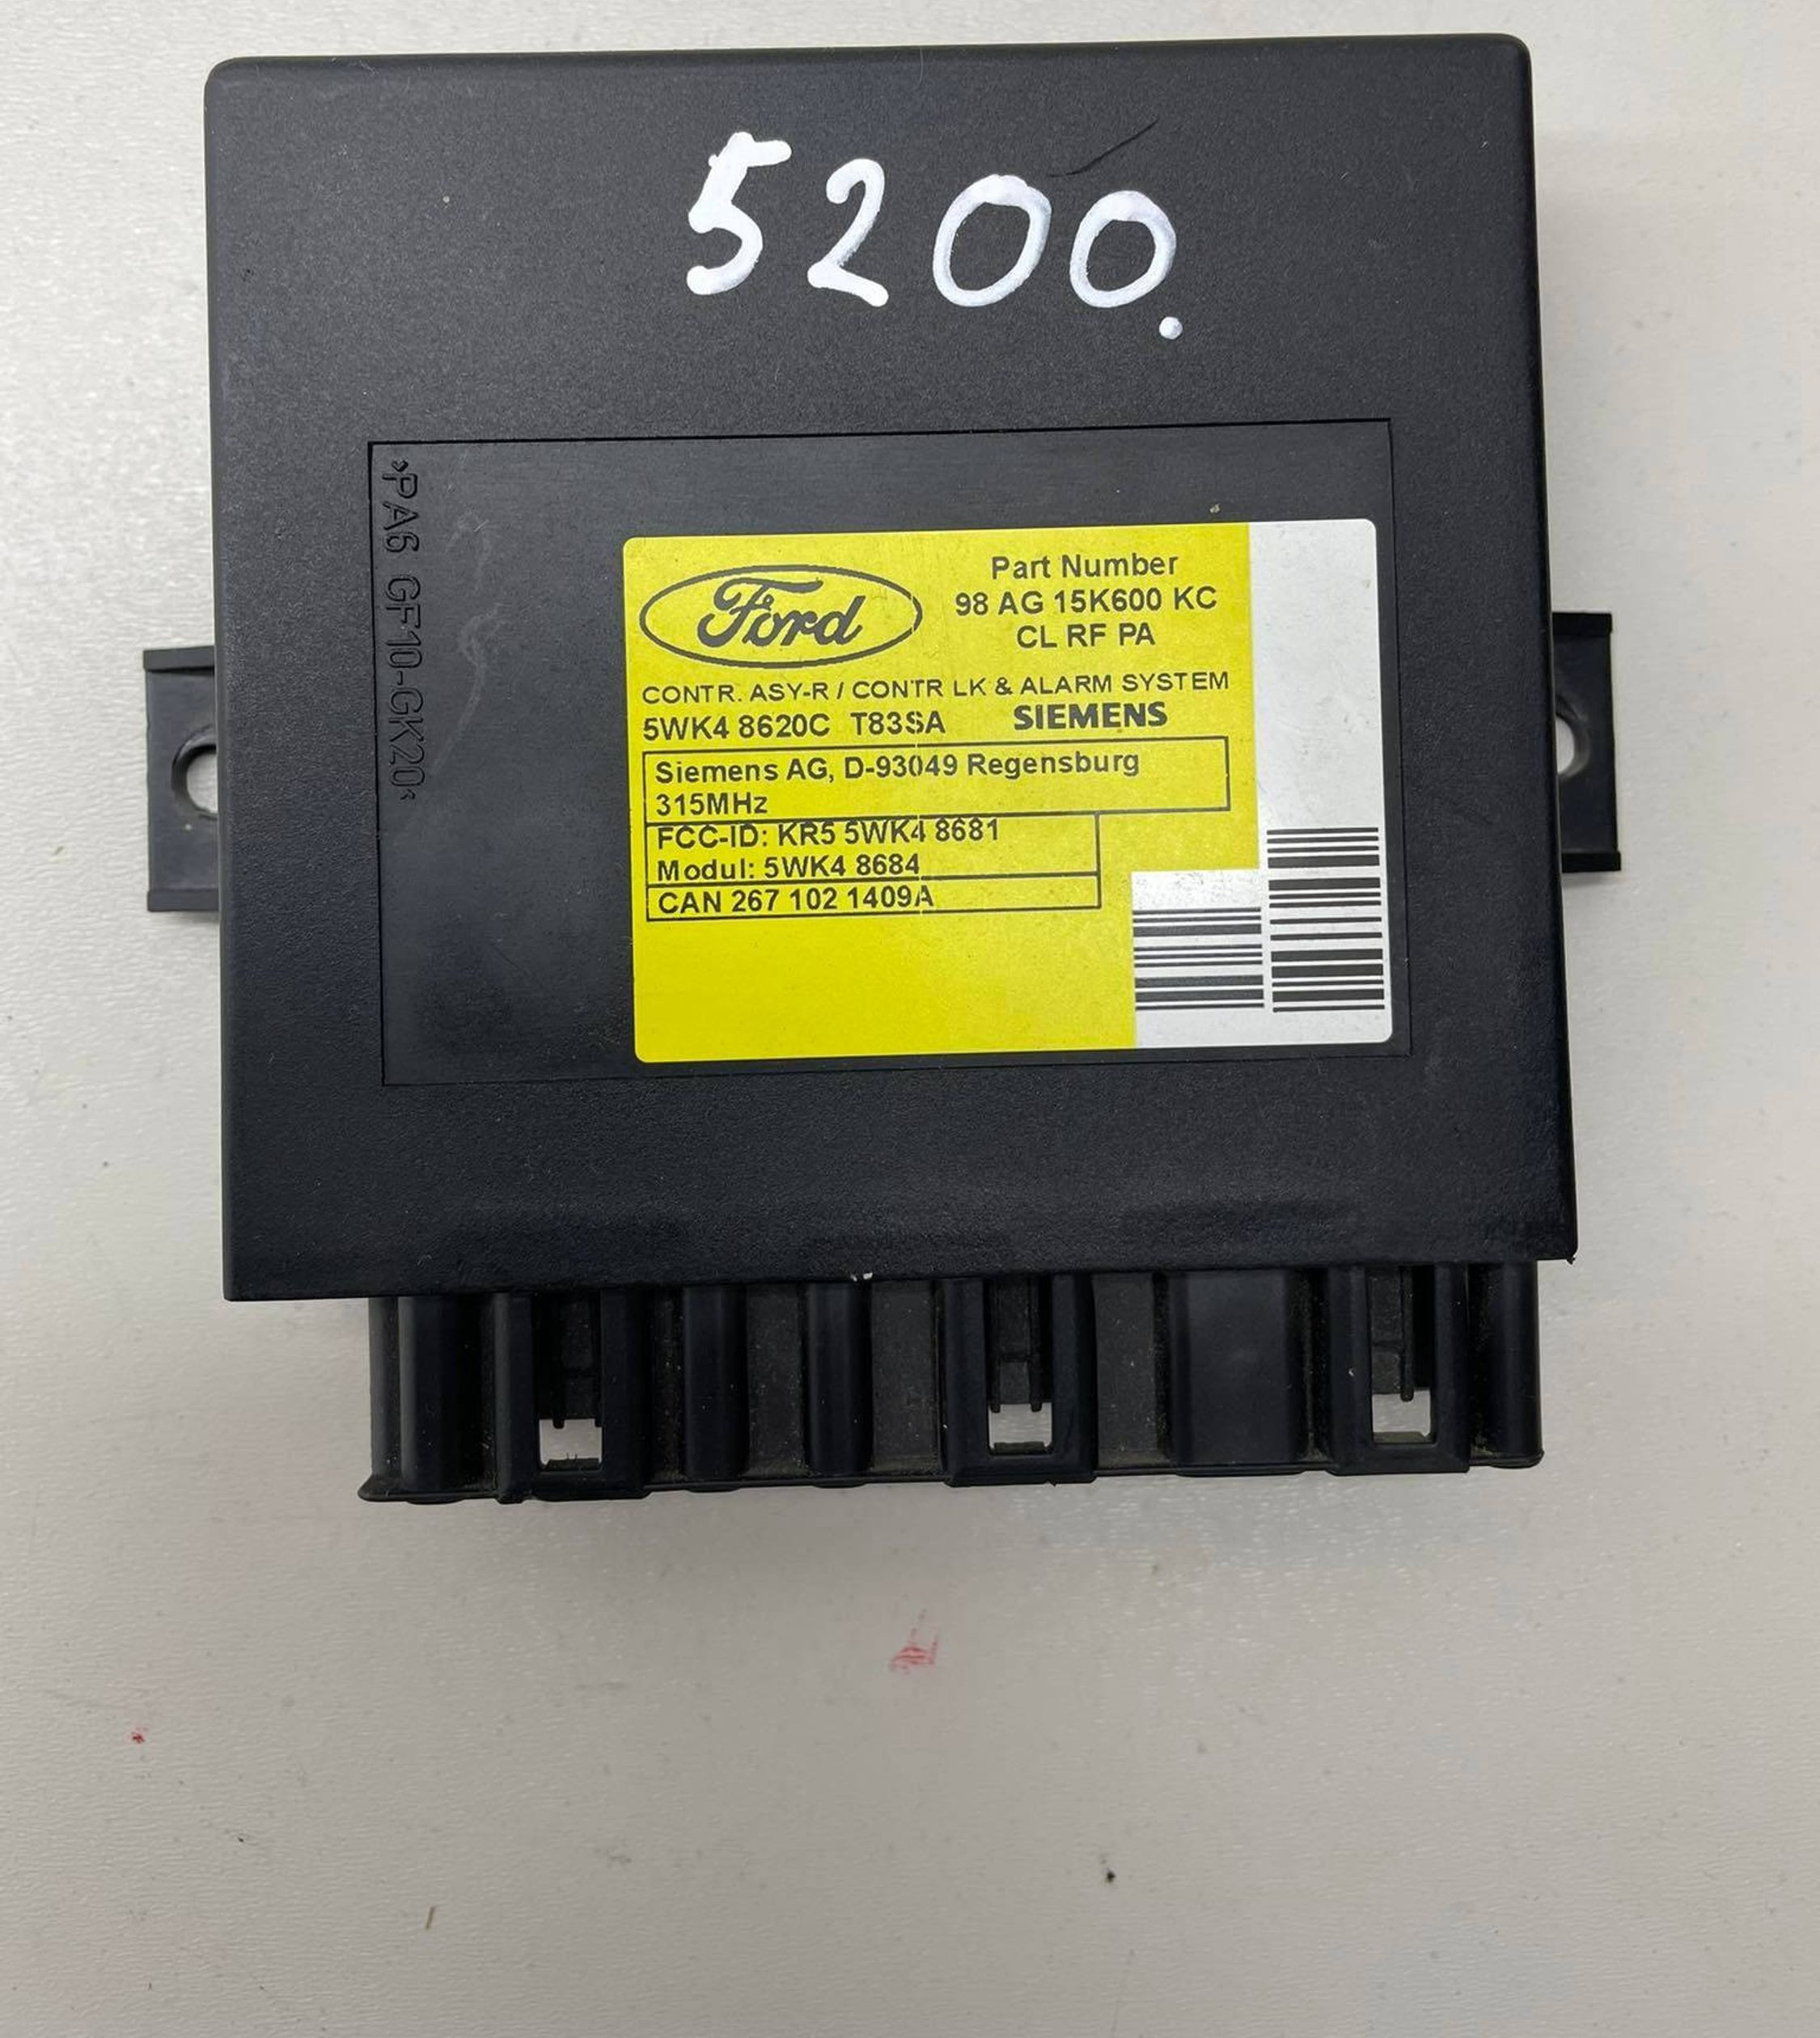 5200.
>PA6 GF10-GK20<
Ford
Part Number
98 AG 15K600 KC
CL RF PA
CONTR. ASY-R / CONTR LK & ALARM SYSTEM
5WK4 8620C T83SA SIEMENS
Siemens AG, D-93049 Regensburg
315MHz
FCC-ID: KR5 5WK4 8681
Modul: 5WK4 8684
CAN 267 102 1409A